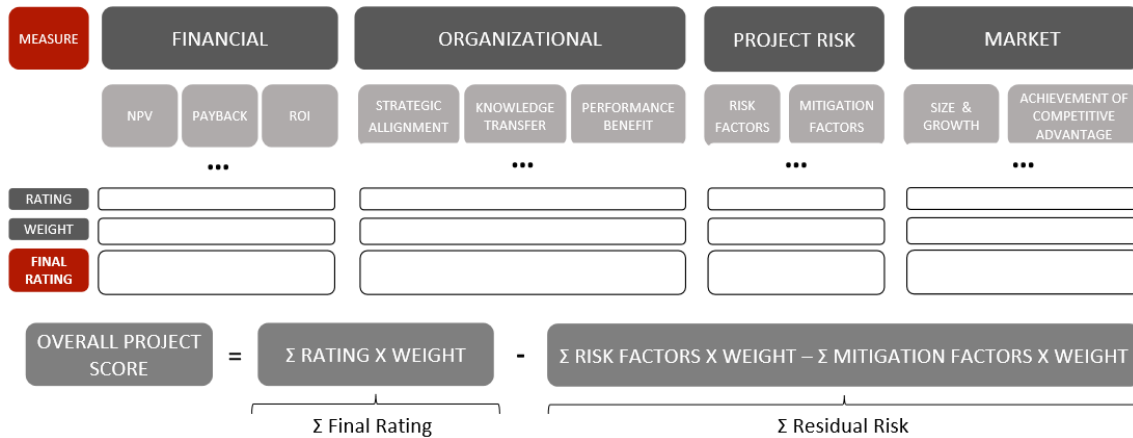 MEASURE
FINANCIAL
ORGANIZATIONAL
PROJECT RISK
MARKET
NPV
PAYBACK
ROI
STRATEGIC
ALLIGNMENT
KNOWLEDGE
TRANSFER
PERFORMANCE
BENEFIT
RISK
FACTORS
MITIGATION
FACTORS
SIZE &
GROWTH
ACHIEVEMENT OF
COMPETITIVE
ADVANTAGE
...
...
...
...
RATING
WEIGHT
FINAL
RATING
OVERALL PROJECT
SCORE
=
Σ RATING X WEIGHT
-
Σ RISK FACTORS X WEIGHT – Σ MITIGATION FACTORS X WEIGHT
Σ Final Rating
Σ Residual Risk